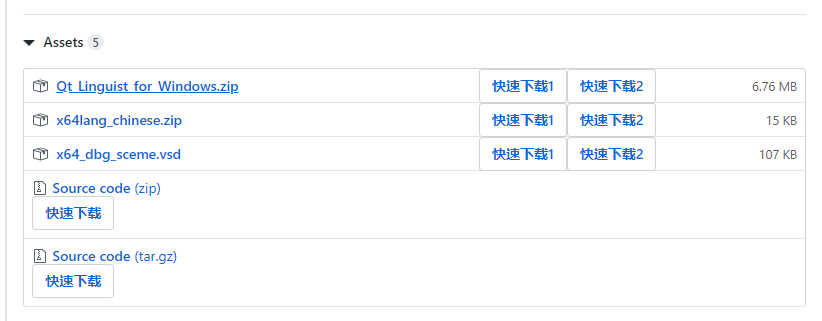 Assets 5
Qt_Linguist_for_Windows.zip 快速下载1 快速下载2 6.76 MB
x64lang_chinese.zip 快速下载1 快速下载2 15 KB
x64_dbg_sceme.vsd 快速下载1 快速下载2 107 KB
Source code (zip)
快速下载
Source code (tar.gz)
快速下载